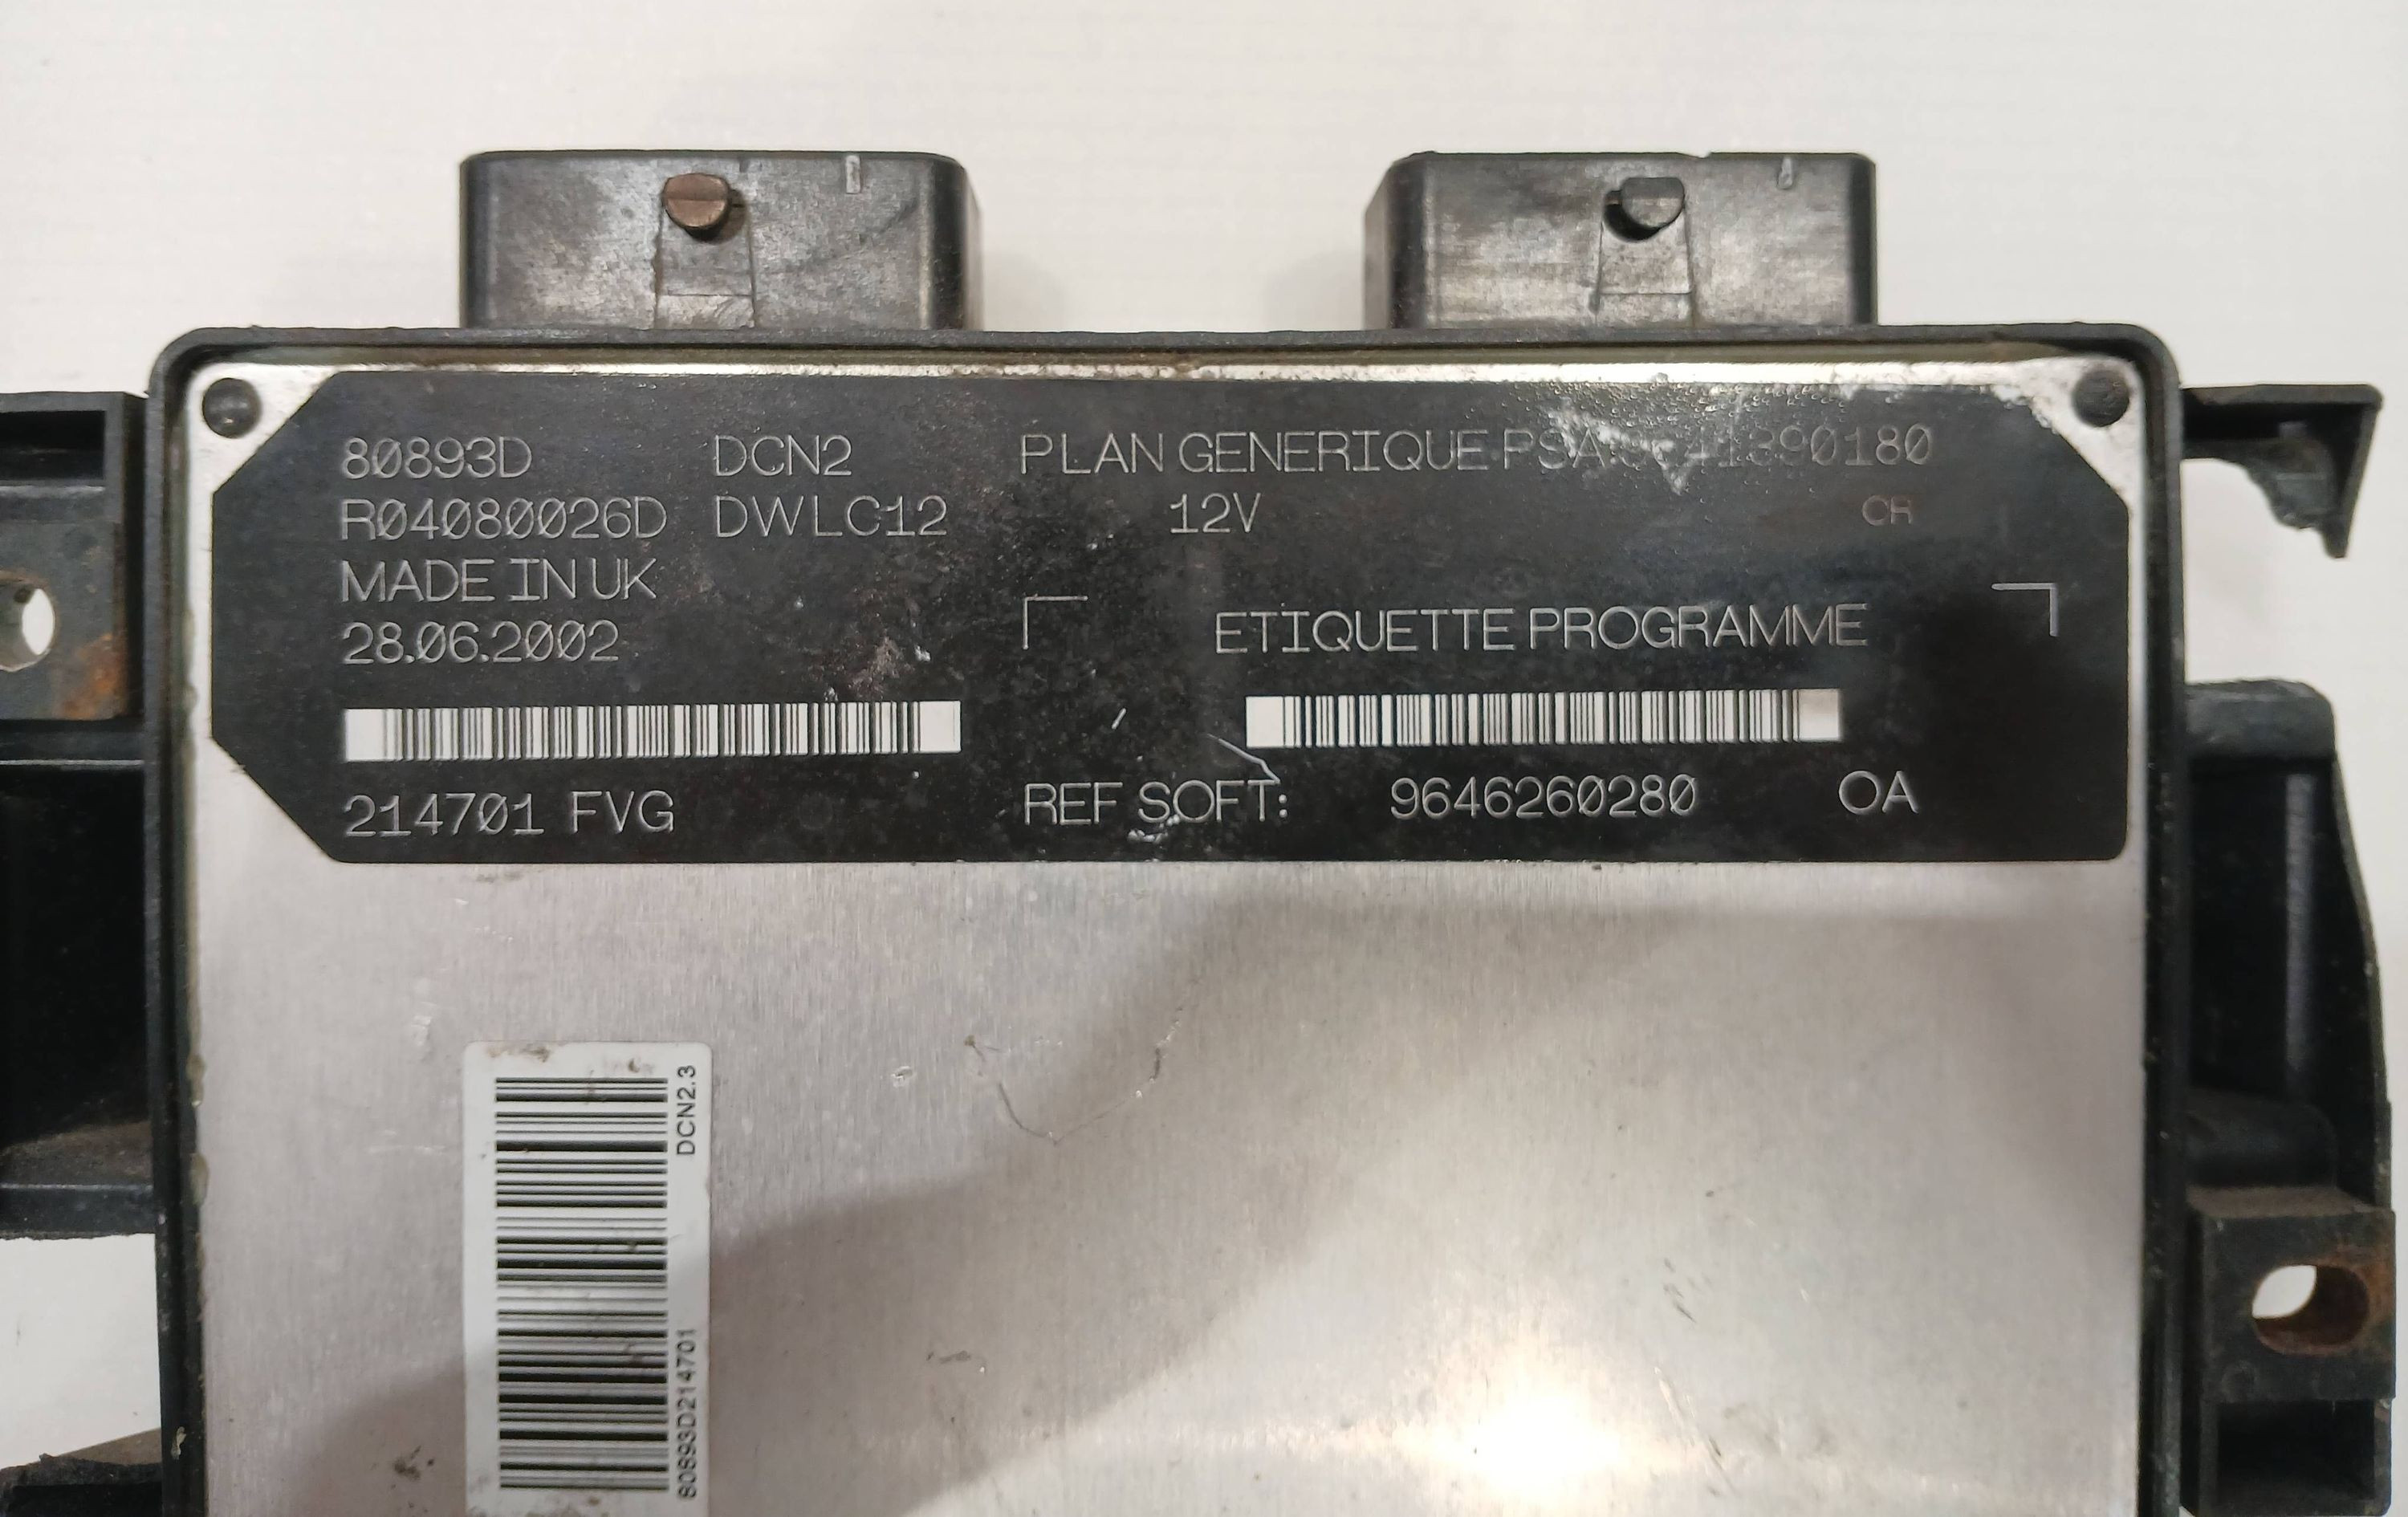 80893D DCN2 PLAN GENERIQUE PSA
R04080026D DWLC12 12V CR
MADE IN UK
28.06.2002
ETIQUETTE PROGRAMME
214701 FVG
REF SOFT: 9646260280 OA
DCN2.3
80893D214701